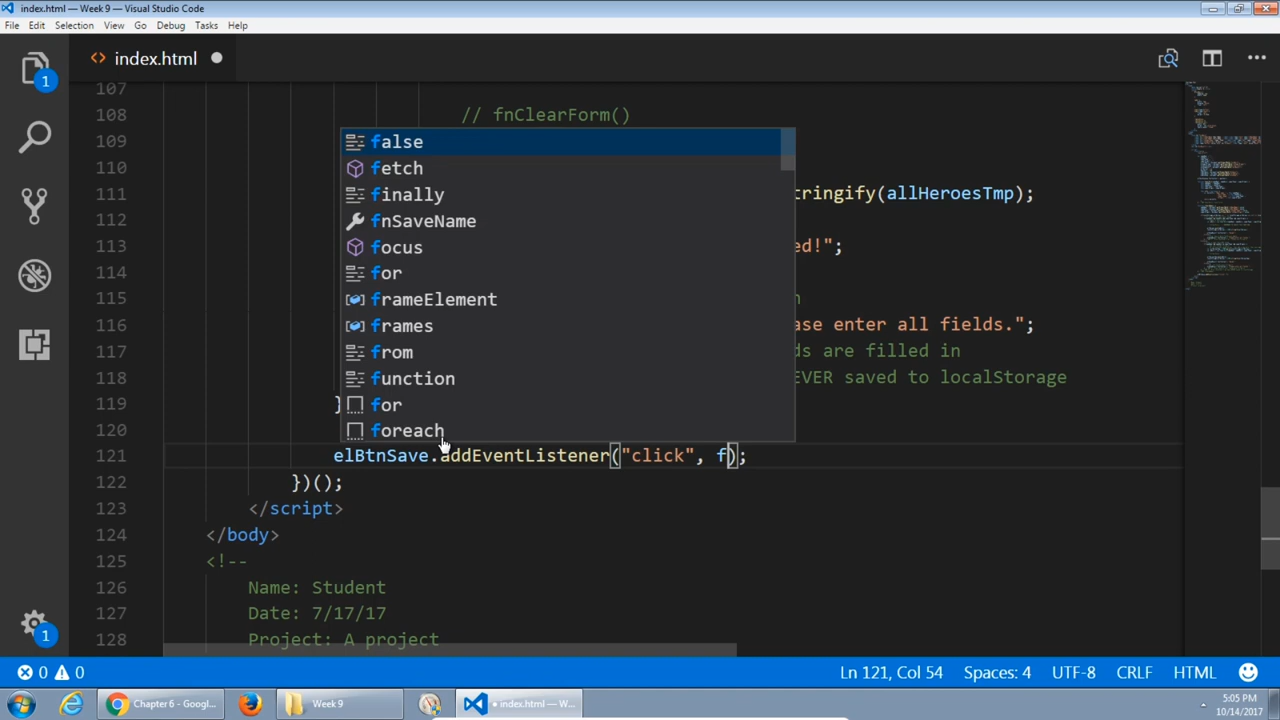 index.html — Week 9 — Visual Studio Code
File Edit Selection View Go Debug Tasks Help
1
index.html
107
108 // fnClearForm()
109
110
111 tringify(allHeroesTmp);
112
113 ed!";
114
115 n
116 ase enter all fields.";
117 ds are filled in
118 EVER saved to localStorage
119 }
120
false
fetch
finally
fnSaveName
focus
for
frameElement
frames
from
function
for
foreach
121 elBtnSave.addEventListener("click", f);
122 })();
123 </script>
124 </body>
125 <!--
126 Name: Student
127 Date: 7/17/17
128 Project: A project
1
0 0 Ln 121, Col 54 Spaces: 4 UTF-8 CRLF HTML
Chapter 6 - Googl... Week 9 • index.html — W...
5:05 PM
10/14/2017